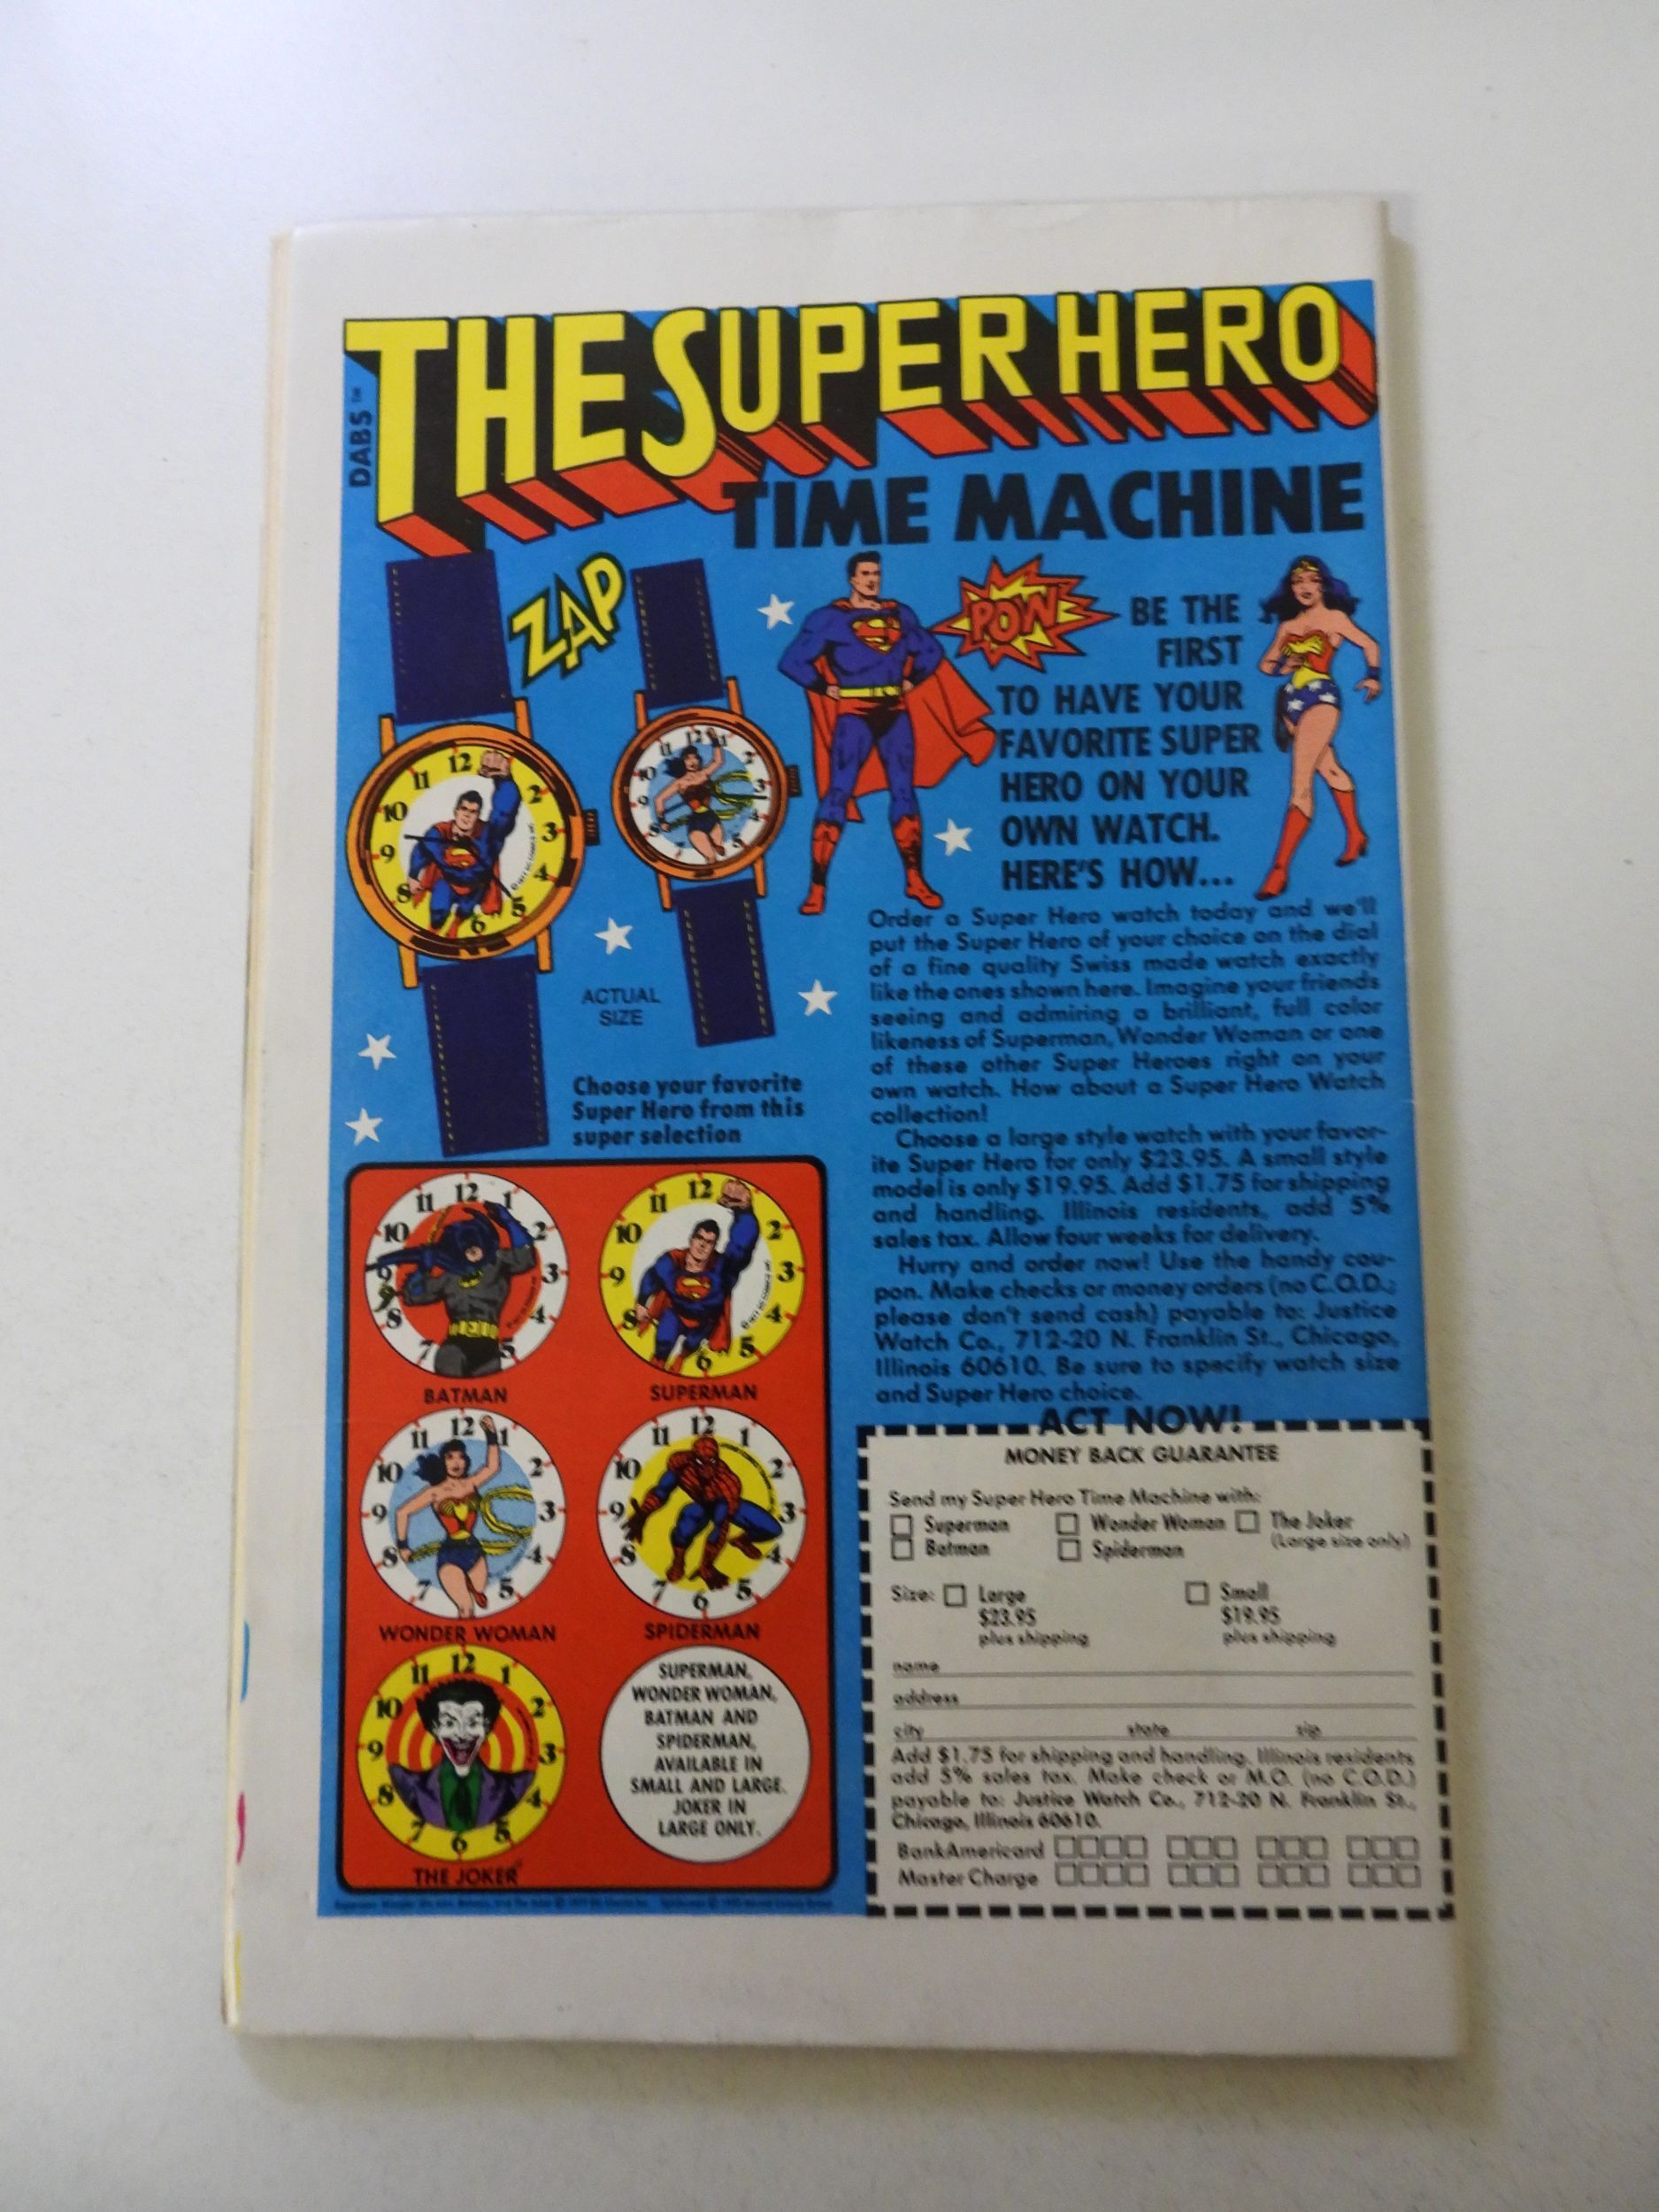 THE SUPER HERO
DABS™
TIME MACHINE
ZAP
POW
BE THE
FIRST
TO HAVE YOUR
FAVORITE SUPER
HERO ON YOUR
OWN WATCH.
HERE'S HOW...
ACTUAL
SIZE
Choose your favorite
Super Hero from this
super selection
Order a Super Hero watch today and we'll
put the Super Hero of your choice on the dial
of a fine quality Swiss made watch exactly
like the ones shown here. Imagine your friends
seeing and admiring a brilliant, full color
likeness of Superman, Wonder Woman or one
of these other Super Heroes right on your
own watch. How about a Super Hero Watch
collection!
Choose a large style watch with your favor-
ite Super Hero for only $23.95. A small style
model is only $19.95. Add $1.75 for shipping
and handling. Illinois residents, add 5%
sales tax. Allow four weeks for delivery.
Hurry and order now! Use the handy cou-
pon. Make checks or money orders (no C.O.D.;
please don't send cash) payable to: Justice
Watch Co., 712-20 N. Franklin St., Chicago,
Illinois 60610. Be sure to specify watch size
and Super Hero choice.
BATMAN
SUPERMAN
WONDER WOMAN
SPIDERMAN
THE JOKER
SUPERMAN,
WONDER WOMAN,
BATMAN AND
SPIDERMAN,
AVAILABLE IN
SMALL AND LARGE.
JOKER IN
LARGE ONLY.
ACT NOW!
MONEY BACK GUARANTEE
Send my Super Hero Time Machine with:
Superman Wonder Woman The Joker
(Large size only)
Batman Spiderman
Size: Large Small
$23.95 $19.95
plus shipping plus shipping
name
address
city state zip
Add $1.75 for shipping and handling. Illinois residents
add 5% sales tax. Make check or M.O. (no C.O.D.)
payable to: Justice Watch Co., 712-20 N. Franklin St.,
Chicago, Illinois 60610.
BankAmericard
Master Charge